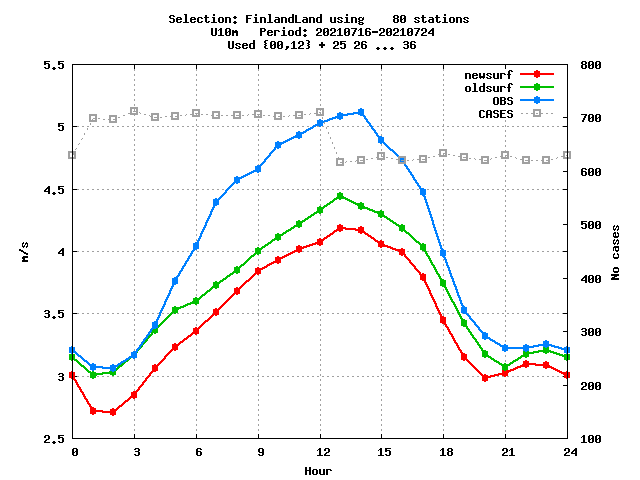 Selection: FinlandLand using    80 stations
U10m   Period: 20210716-20210724
Used {00,12} + 25 26 ... 36
newsurf
oldsurf
OBS
CASES
5.5
5
4.5
4
3.5
3
2.5
800
700
600
500
400
300
200
100
m/s
No cases
0 3 6 9 12 15 18 21 24
Hour